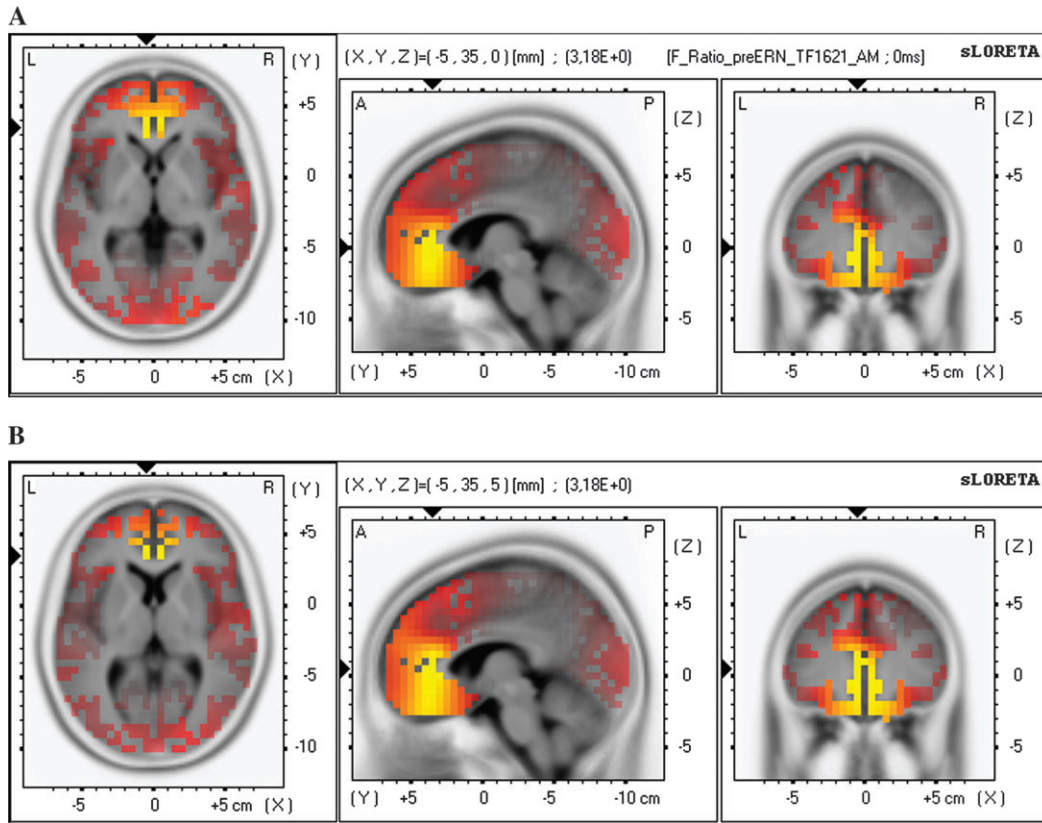 A
(X,Y,Z)=(-5,35,0)[mm] ; (3,18E+0) [F_Ratio_preERN_TF1621_AM ; 0ms] sLORETA
L R (Y)
+5
0
-5
-10
-5 0 +5 cm (X)
A P (Z)
+5
0
-5
(Y) +5 0 -5 -10 cm
L R (Z)
+5
0
-5
-5 0 +5 cm (X)
B
(X,Y,Z)=(-5,35,5)[mm] ; (3,18E+0) sLORETA
L R (Y)
+5
0
-5
-10
-5 0 +5 cm (X)
A P (Z)
+5
0
-5
(Y) +5 0 -5 -10 cm
L R (Z)
+5
0
-5
-5 0 +5 cm (X)